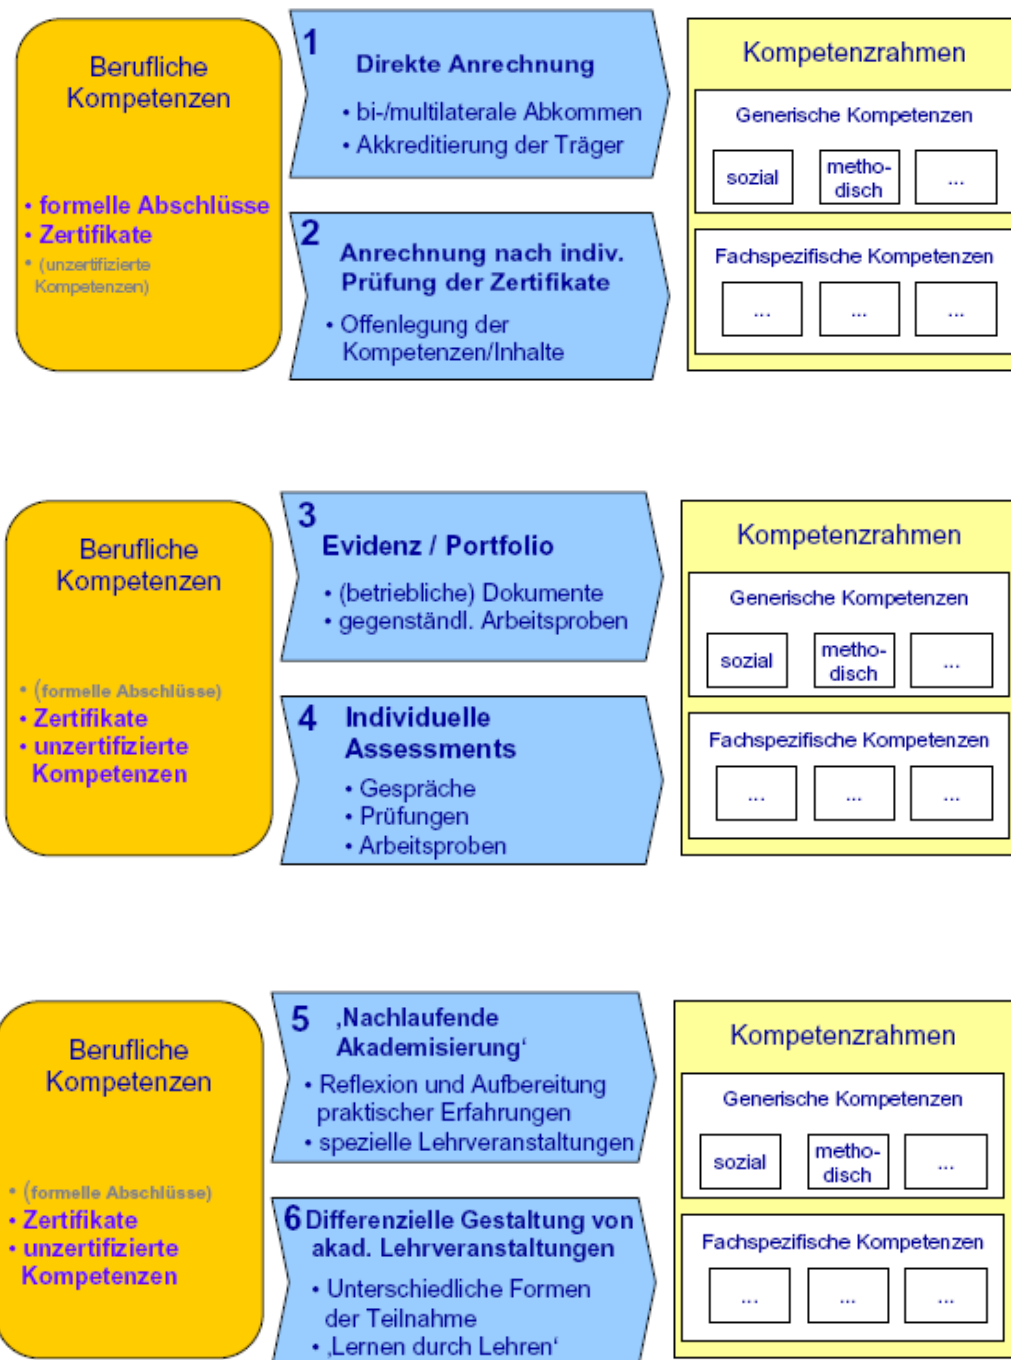 Berufliche
Kompetenzen
• formelle Abschlüsse
• Zertifikate
• (unzertifizierte
Kompetenzen)
1
Direkte Anrechnung
• bi-/multilaterale Abkommen
• Akkreditierung der Träger
2
Anrechnung nach indiv.
Prüfung der Zertifikate
• Offenlegung der
Kompetenzen/Inhalte
Kompetenzrahmen
Generische Kompetenzen
sozial
metho-
disch
...
Fachspezifische Kompetenzen
...
...
...
Berufliche
Kompetenzen
• (formelle Abschlüsse)
• Zertifikate
• unzertifizierte
Kompetenzen
3
Evidenz / Portfolio
• (betriebliche) Dokumente
• gegenständl. Arbeitsproben
4 Individuelle
Assessments
• Gespräche
• Prüfungen
• Arbeitsproben
Kompetenzrahmen
Generische Kompetenzen
sozial
metho-
disch
...
Fachspezifische Kompetenzen
...
...
...
Berufliche
Kompetenzen
• (formelle Abschlüsse)
• Zertifikate
• unzertifizierte
Kompetenzen
5 ‚Nachlaufende
Akademisierung‘
• Reflexion und Aufbereitung
praktischer Erfahrungen
• spezielle Lehrveranstaltungen
6 Differenzielle Gestaltung von
akad. Lehrveranstaltungen
• Unterschiedliche Formen
der Teilnahme
• ‚Lernen durch Lehren‘
Kompetenzrahmen
Generische Kompetenzen
sozial
metho-
disch
...
Fachspezifische Kompetenzen
...
...
...